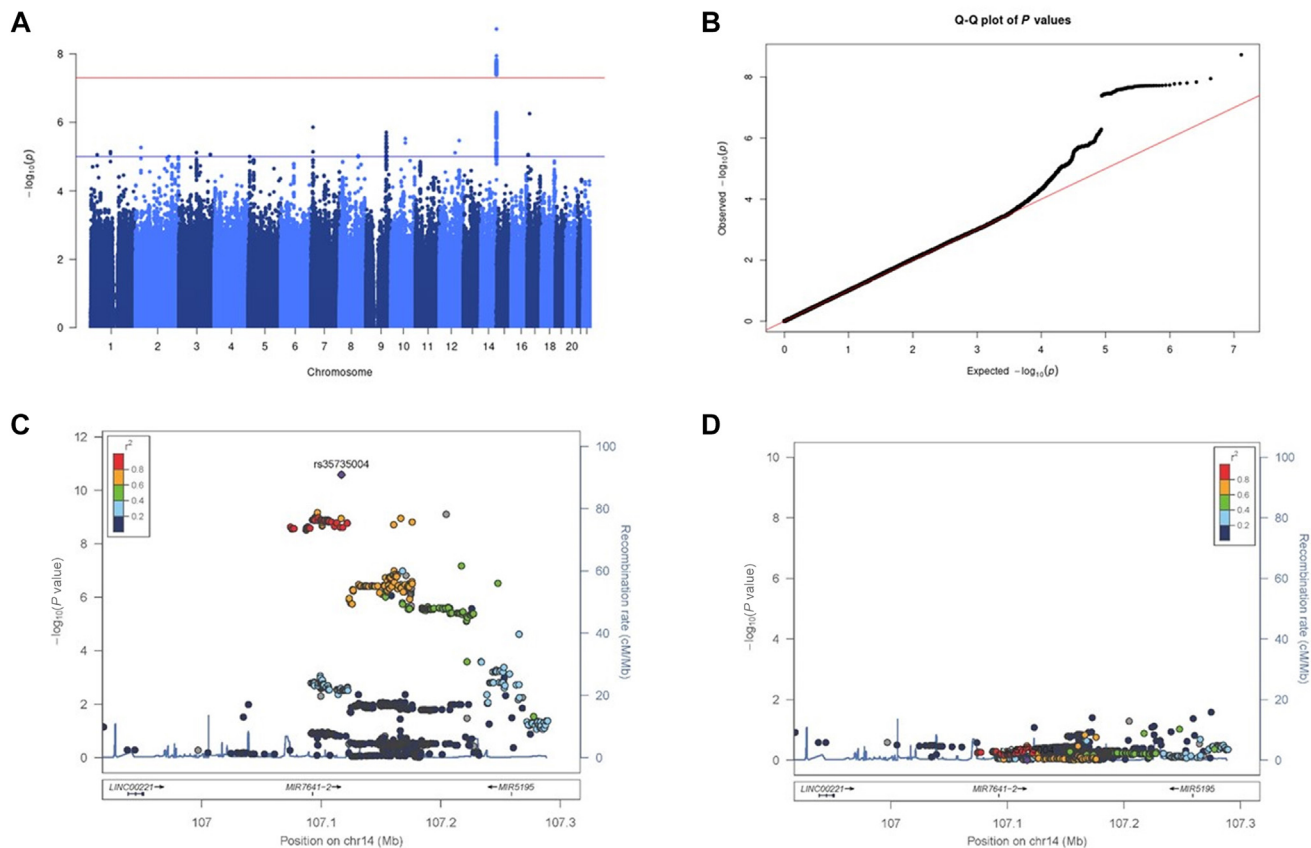 A
8
6
4
2
0
−log10(p)
1 2 3 4 5 6 7 8 9 10 11 12 14 16 18 20
Chromosome
B
Q-Q plot of P values
8
6
4
2
0
Observed −log10(p)
0 1 2 3 4 5 6 7
Expected −log10(p)
C
r2
0.8
0.6
0.4
0.2
rs35735004
12
10
8
6
4
2
0
−log10(P value)
100
80
60
40
20
0
Recombination rate (cM/Mb)
LINC00221
MIR7641−2
MIR5195
107 107.1 107.2 107.3
Position on chr14 (Mb)
D
r2
0.8
0.6
0.4
0.2
10
8
6
4
2
0
−log10(P value)
100
80
60
40
20
0
Recombination rate (cM/Mb)
LINC00221
MIR7641−2
MIR5195
107 107.1 107.2 107.3
Position on chr14 (Mb)